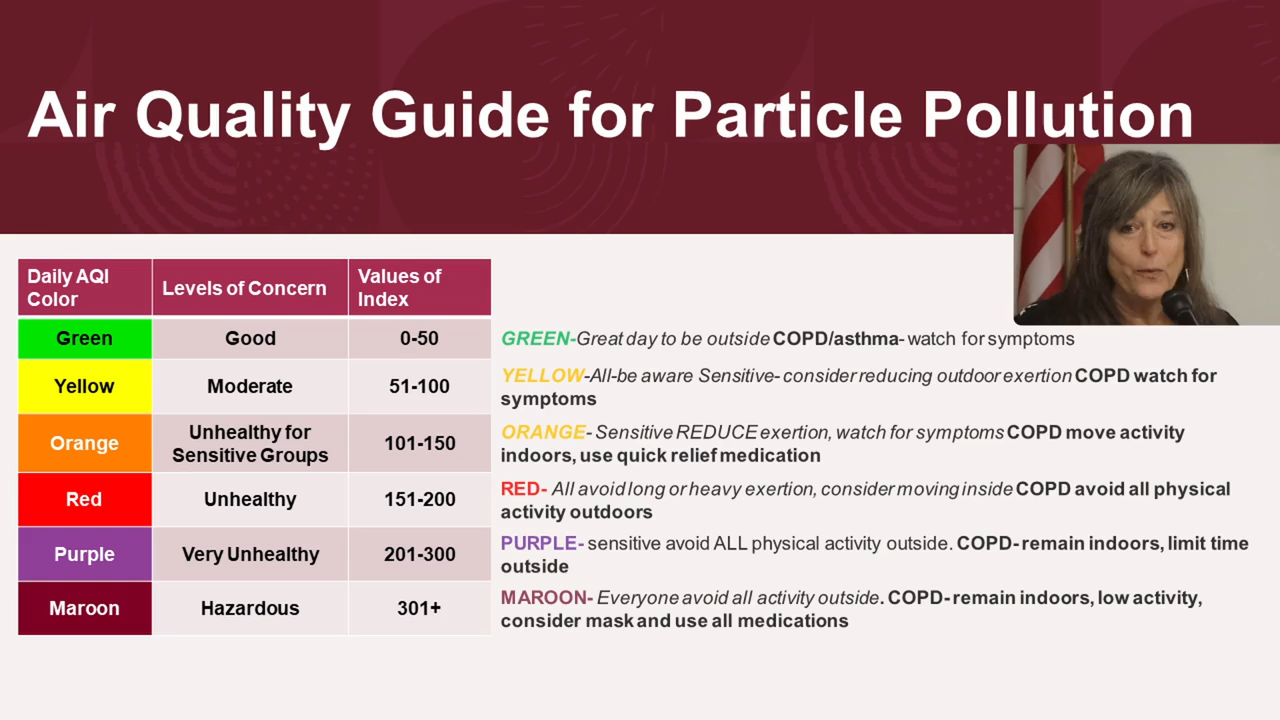 Air Quality Guide for Particle Pollution
Daily AQI
Color
Levels of Concern
Values of
Index
Green
Good
0-50
GREEN-Great day to be outside COPD/asthma- watch for symptoms
Yellow
Moderate
51-100
YELLOW-All-be aware Sensitive- consider reducing outdoor exertion COPD watch for
symptoms
Orange
Unhealthy for
Sensitive Groups
101-150
ORANGE- Sensitive REDUCE exertion, watch for symptoms COPD move activity
indoors, use quick relief medication
Red
Unhealthy
151-200
RED- All avoid long or heavy exertion, consider moving inside COPD avoid all physical
activity outdoors
Purple
Very Unhealthy
201-300
PURPLE- sensitive avoid ALL physical activity outside. COPD- remain indoors, limit time
outside
Maroon
Hazardous
301+
MAROON- Everyone avoid all activity outside. COPD- remain indoors, low activity,
consider mask and use all medications